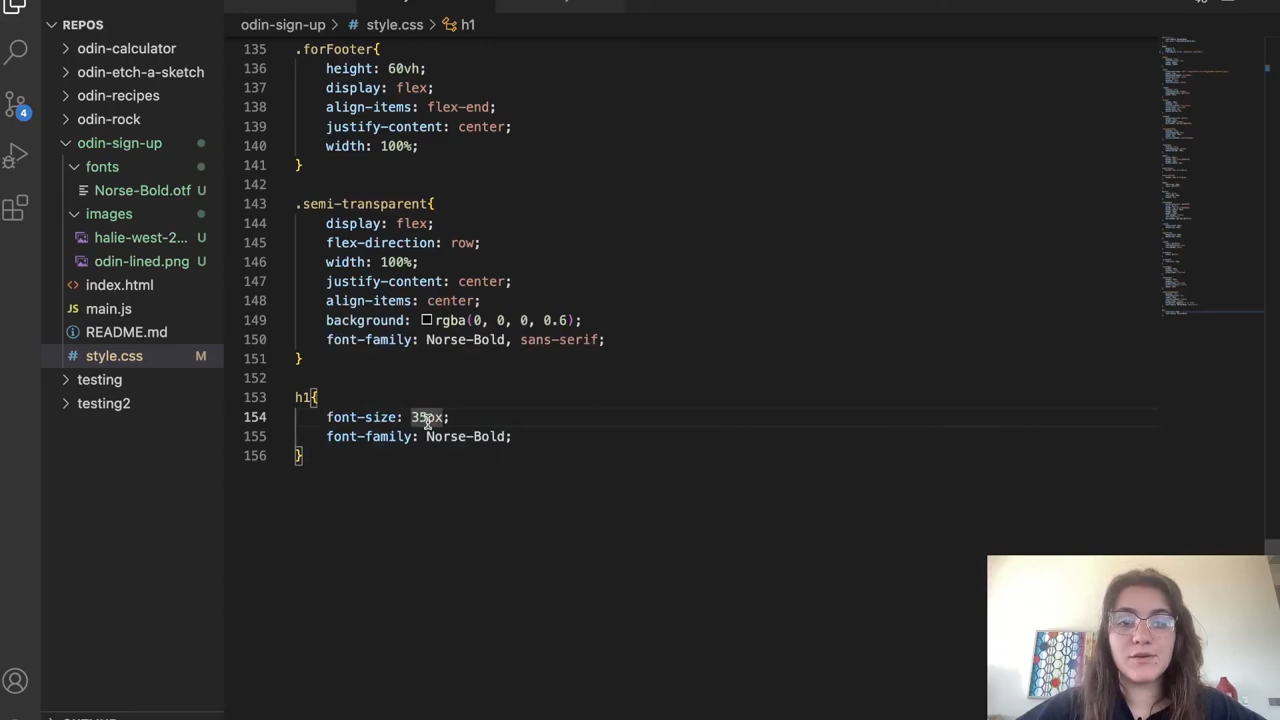 REPOS
odin-calculator
odin-etch-a-sketch
odin-recipes
odin-rock
odin-sign-up
fonts
Norse-Bold.otf U
images
halie-west-2... U
odin-lined.png U
index.html
main.js
README.md
style.css M
testing
testing2
4
odin-sign-up > # style.css > h1
135 .forFooter{
136 height: 60vh;
137 display: flex;
138 align-items: flex-end;
139 justify-content: center;
140 width: 100%;
141 }
142
143 .semi-transparent{
144 display: flex;
145 flex-direction: row;
146 width: 100%;
147 justify-content: center;
148 align-items: center;
149 background: rgba(0, 0, 0, 0.6);
150 font-family: Norse-Bold, sans-serif;
151 }
152
153 h1{
154 font-size: 35px;
155 font-family: Norse-Bold;
156 }